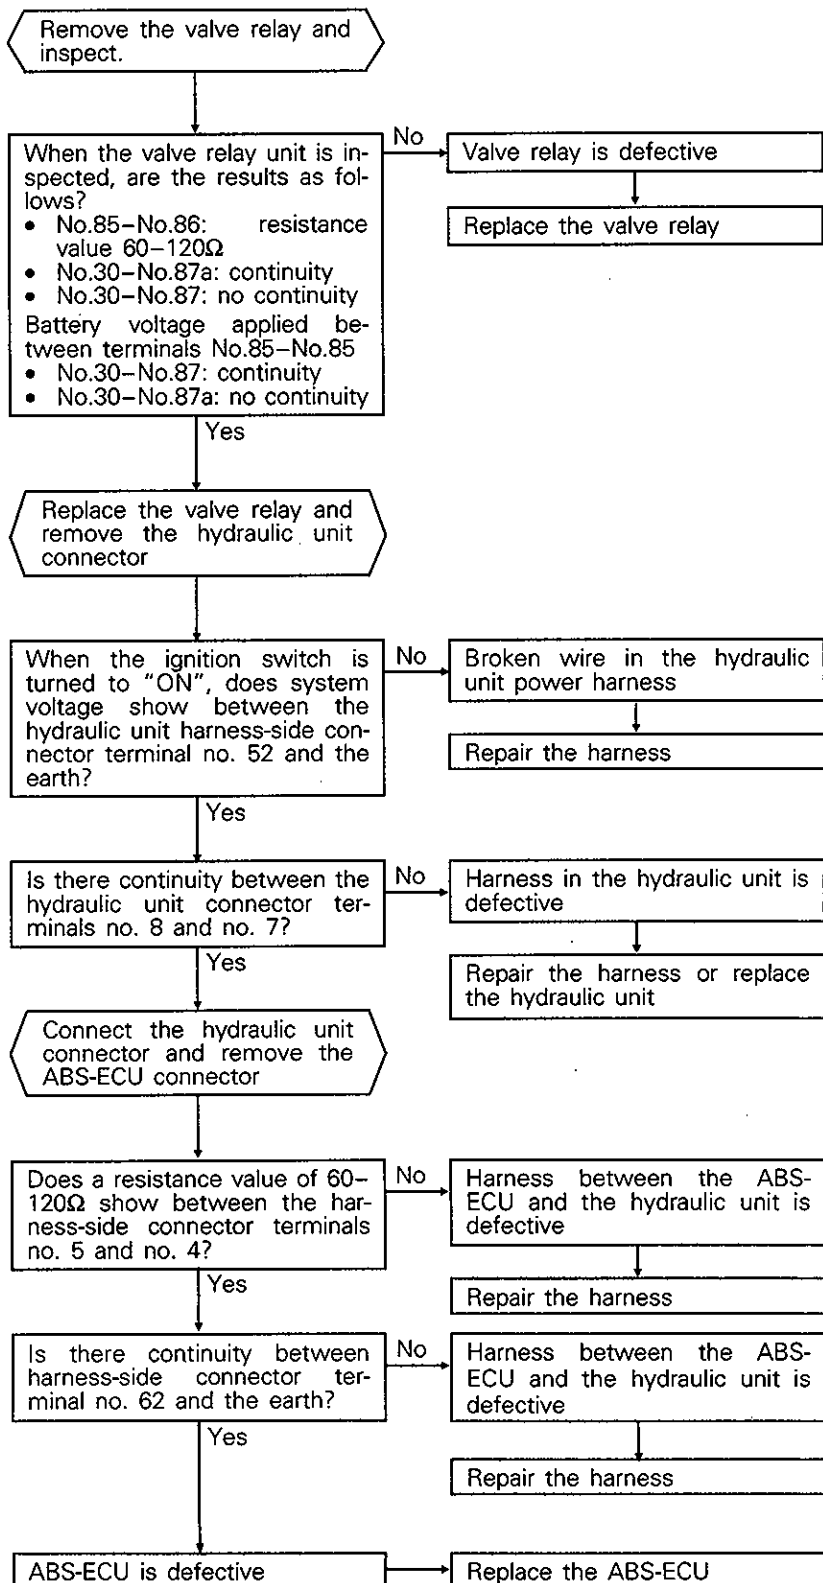 Remove the valve relay and
inspect.
No
When the valve relay unit is in-
spected, are the results as fol-
lows?
• No.85–No.86: resistance
value 60–120Ω
• No.30–No.87a: continuity
• No.30–No.87: no continuity
Battery voltage applied be-
tween terminals No.85–No.85
• No.30–No.87: continuity
• No.30–No.87a: no continuity
Valve relay is defective
Replace the valve relay
Yes
Replace the valve relay and
remove the hydraulic unit
connector
When the ignition switch is
turned to “ON”, does system
voltage show between the
hydraulic unit harness-side con-
nector terminal no. 52 and the
earth?
No
Broken wire in the hydraulic
unit power harness
Repair the harness
Yes
Is there continuity between the
hydraulic unit connector ter-
minals no. 8 and no. 7?
No
Harness in the hydraulic unit is
defective
Repair the harness or replace
the hydraulic unit
Yes
Connect the hydraulic unit
connector and remove the
ABS-ECU connector
Does a resistance value of 60–
120Ω show between the har-
ness-side connector terminals
no. 5 and no. 4?
No
Harness between the ABS-
ECU and the hydraulic unit is
defective
Repair the harness
Yes
Is there continuity between
harness-side connector ter-
minal no. 62 and the earth?
No
Harness between the ABS-
ECU and the hydraulic unit is
defective
Repair the harness
Yes
ABS-ECU is defective
Replace the ABS-ECU